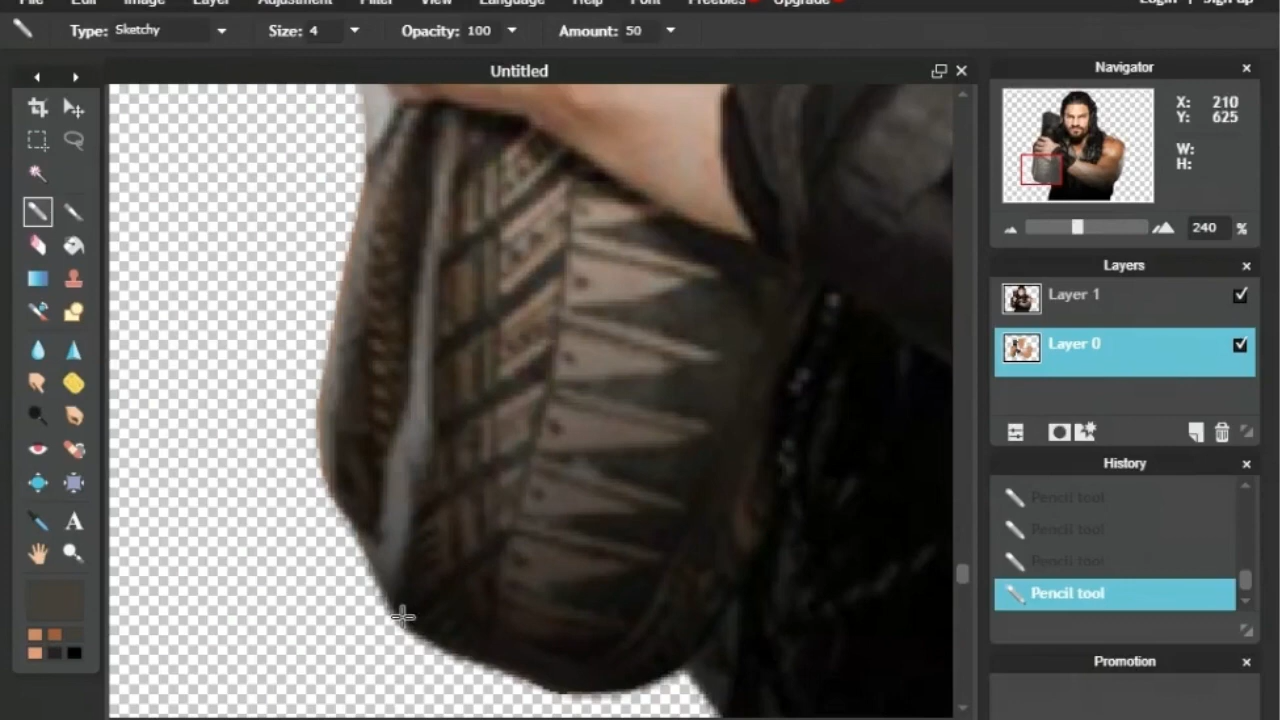 File Edit Image Layer Adjustment Filter View Language Help Font Freebies Upgrade Login | Sign up
Type: Sketchy Size: 4 Opacity: 100 Amount: 50
Untitled
Navigator
X: 210
Y: 625
W:
H:
240 %
Layers
Layer 1
Layer 0
History
Pencil tool
Pencil tool
Pencil tool
Pencil tool
Promotion
A